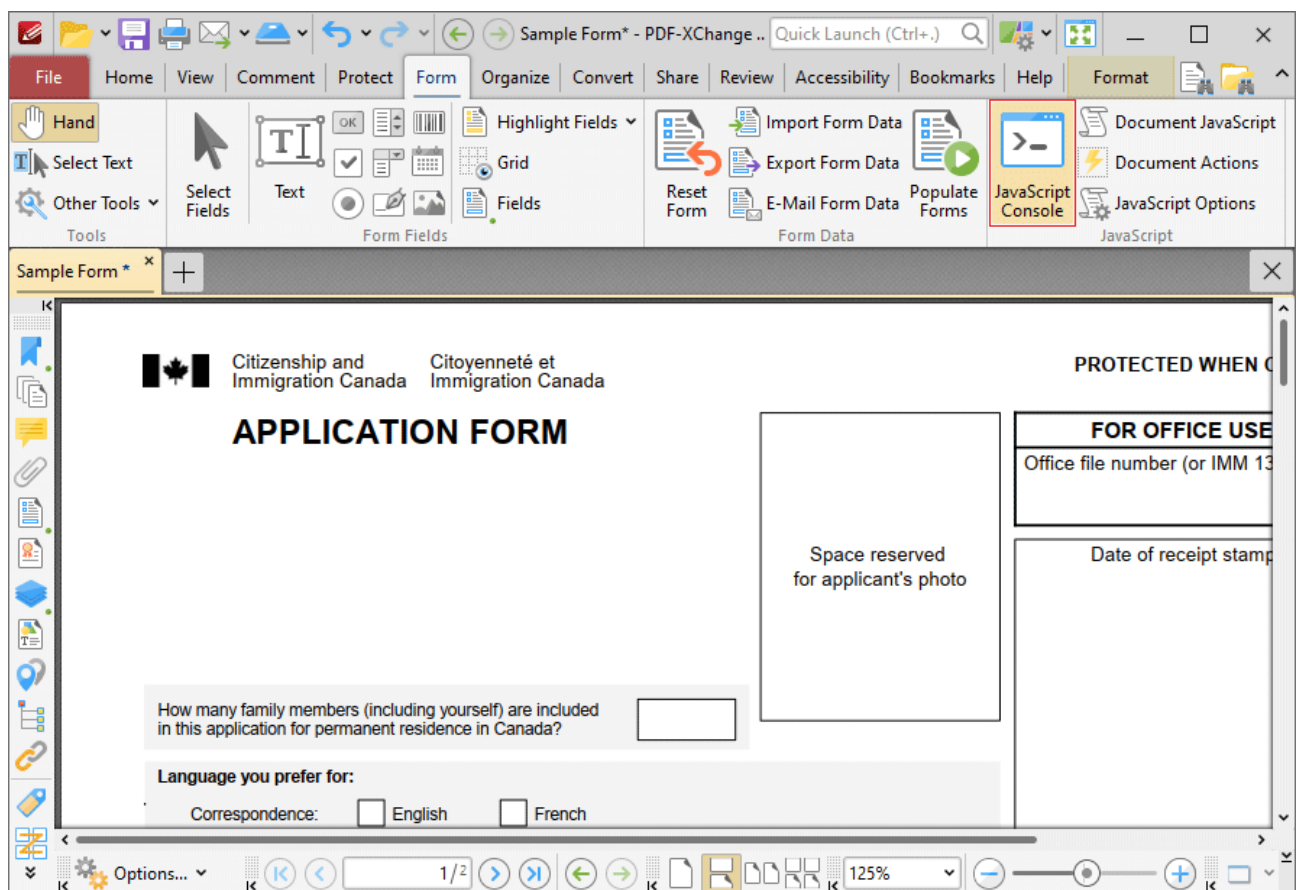 Sample Form* - PDF-XChange ..
Quick Launch (Ctrl+.)
File Home View Comment Protect Form Organize Convert Share Review Accessibility Bookmarks Help Format
Hand
Select Text
Other Tools
Tools
Select
Fields
Text
OK
Highlight Fields
Grid
Fields
Form Fields
Reset
Form
Import Form Data
Export Form Data
E-Mail Form Data
Populate
Forms
Form Data
JavaScript
Console
Document JavaScript
Document Actions
JavaScript Options
JavaScript
Sample Form *
Citizenship and
Immigration Canada
Citoyenneté et
Immigration Canada
PROTECTED WHEN
APPLICATION FORM
Space reserved
for applicant's photo
FOR OFFICE USE
Office file number (or IMM 13
Date of receipt stamp
How many family members (including yourself) are included
in this application for permanent residence in Canada?
Language you prefer for:
Correspondence: English French
Options...
1/2
125%